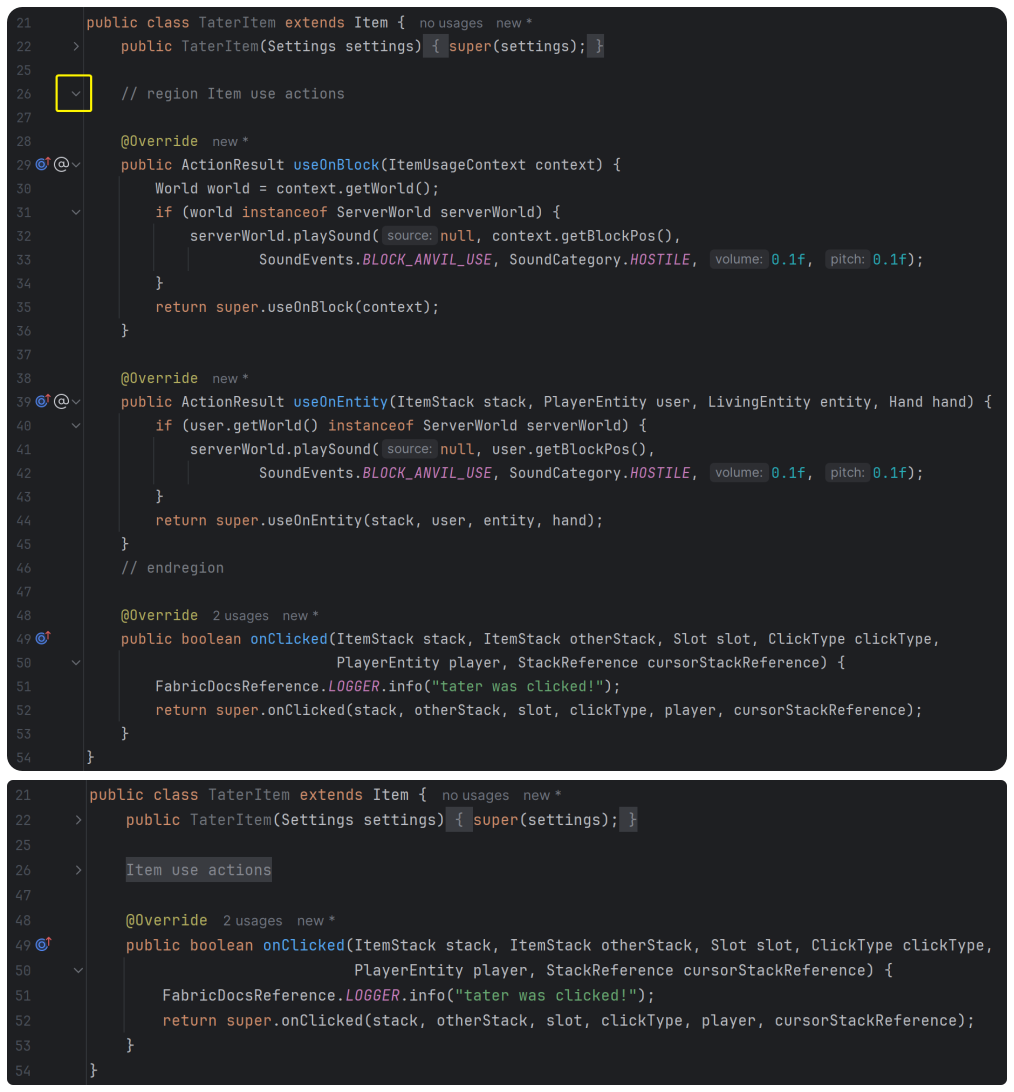 21 public class TaterItem extends Item { no usages new *
22 public TaterItem(Settings settings) { super(settings); }
25
26 // region Item use actions
27
28 @Override new *
29 @ public ActionResult useOnBlock(ItemUsageContext context) {
30 World world = context.getWorld();
31 if (world instanceof ServerWorld serverWorld) {
32 serverWorld.playSound( source: null, context.getBlockPos(),
33 SoundEvents.BLOCK_ANVIL_USE, SoundCategory.HOSTILE, volume: 0.1f, pitch: 0.1f);
34 }
35 return super.useOnBlock(context);
36 }
37
38 @Override new *
39 @ public ActionResult useOnEntity(ItemStack stack, PlayerEntity user, LivingEntity entity, Hand hand) {
40 if (user.getWorld() instanceof ServerWorld serverWorld) {
41 serverWorld.playSound( source: null, user.getBlockPos(),
42 SoundEvents.BLOCK_ANVIL_USE, SoundCategory.HOSTILE, volume: 0.1f, pitch: 0.1f);
43 }
44 return super.useOnEntity(stack, user, entity, hand);
45 }
46 // endregion
47
48 @Override 2 usages new *
49 public boolean onClicked(ItemStack stack, ItemStack otherStack, Slot slot, ClickType clickType,
50 PlayerEntity player, StackReference cursorStackReference) {
51 FabricDocsReference.LOGGER.info("tater was clicked!");
52 return super.onClicked(stack, otherStack, slot, clickType, player, cursorStackReference);
53 }
54 }
21 public class TaterItem extends Item { no usages new *
22 public TaterItem(Settings settings) { super(settings); }
25
26 Item use actions
47
48 @Override 2 usages new *
49 public boolean onClicked(ItemStack stack, ItemStack otherStack, Slot slot, ClickType clickType,
50 PlayerEntity player, StackReference cursorStackReference) {
51 FabricDocsReference.LOGGER.info("tater was clicked!");
52 return super.onClicked(stack, otherStack, slot, clickType, player, cursorStackReference);
53 }
54 }